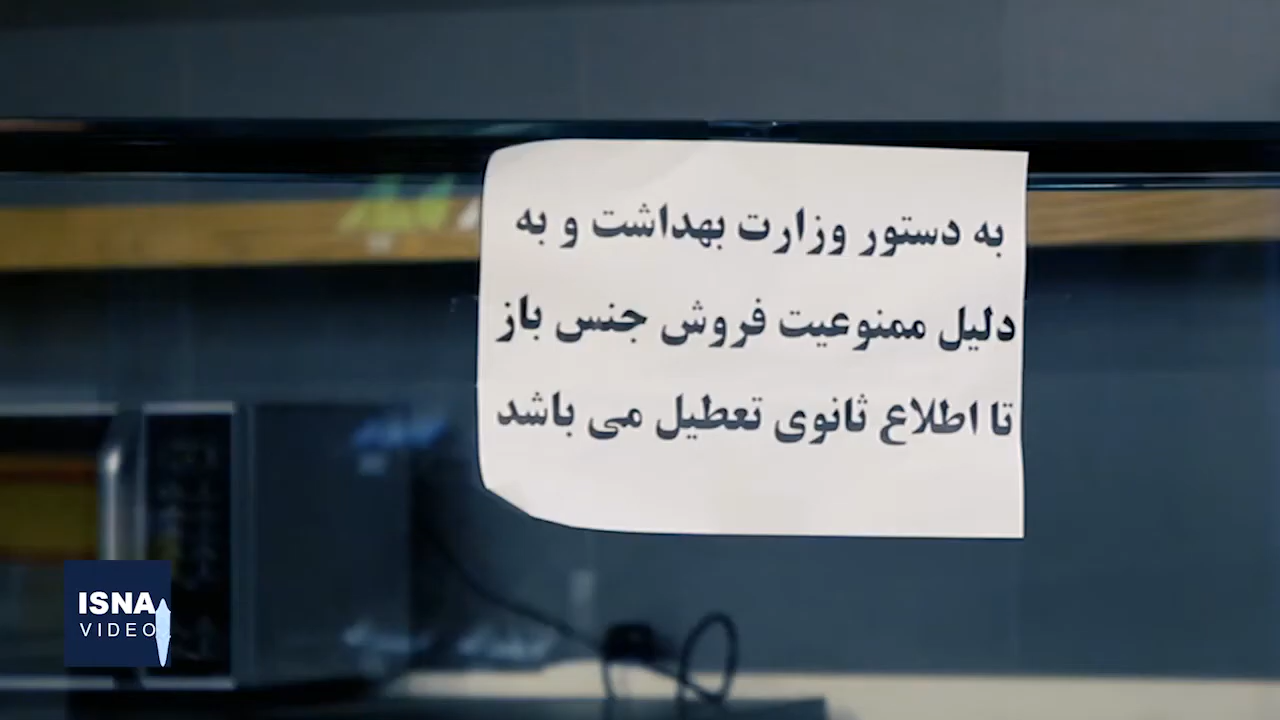 به دستور وزارت بهداشت و به
دلیل ممنوعیت فروش جنس باز
تا اطلاع ثانوی تعطیل می باشد
ISNA
VIDEO